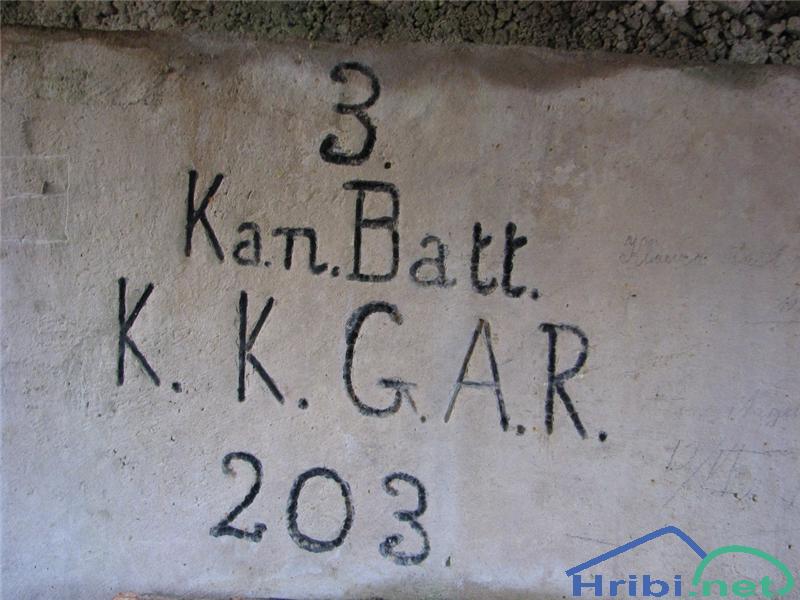 3.
Kan. Batt.
K. K. G. A. R.
203.
Hribi.net